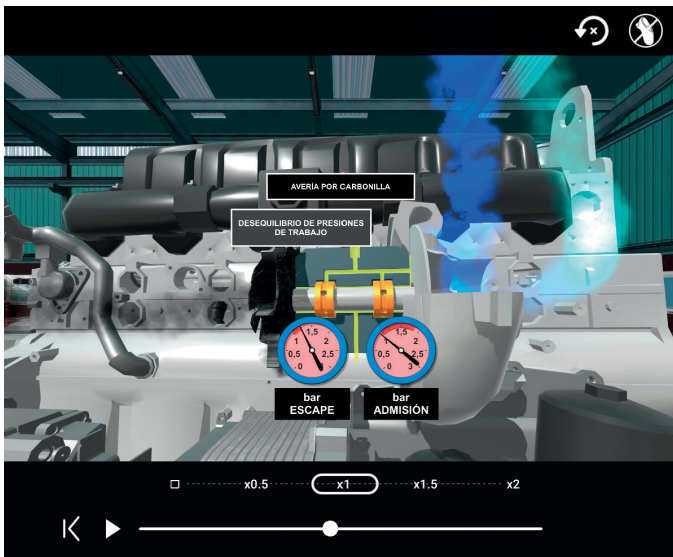 AVERÍA POR CARBONILLA
DESEQUILIBRIO DE PRESIONES
DE TRABAJO
0 0,5 1 1,5 2 2,5 3
0 0,5 1 1,5 2 2,5 3
bar
ESCAPE
bar
ADMISIÓN
x0.5 x1 x1.5 x2